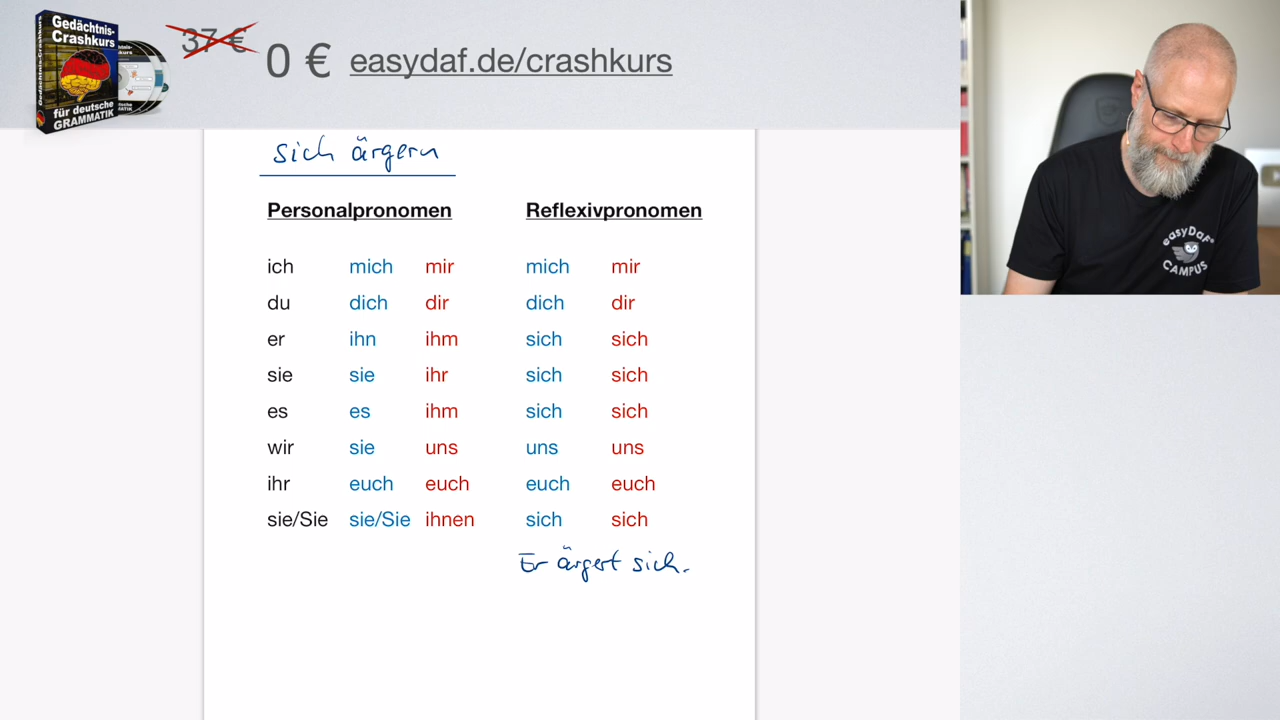 Gedächtnis-
Crashkurs
für deutsche
GRAMMATIK
37 €
0 € easydaf.de/crashkurs
sich ärgern
Personalpronomen Reflexivpronomen
ich mich mir mich mir
du dich dir dich dir
er ihn ihm sich sich
sie sie ihr sich sich
es es ihm sich sich
wir sie uns uns uns
ihr euch euch euch euch
sie/Sie sie/Sie ihnen sich sich
Er ärgert sich.
easyDaF®
CAMPUS